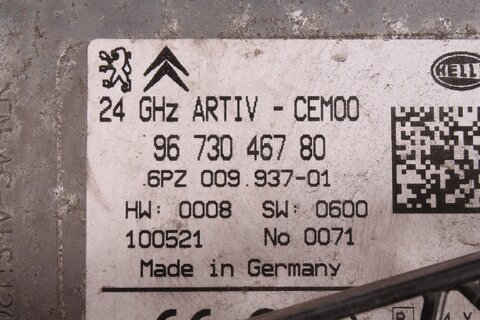 HELLA
24 GHz ARTIV - CEM00
96 730 467 80
6PZ 009 937-01
HW: 0008 SW: 0600
100521 No 0071
Made in Germany